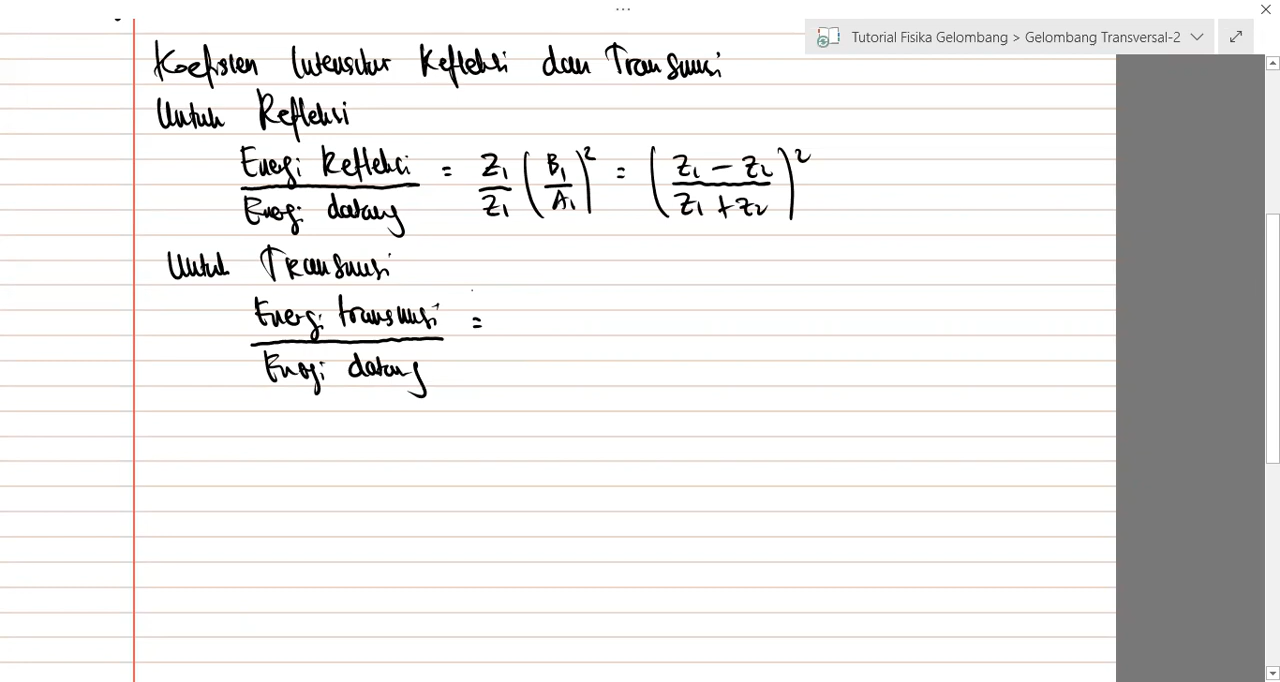 ...
Tutorial Fisika Gelombang > Gelombang Transversal-2
Koefisien Intensitas Refleksi dan Transmisi
Untuk Refleksi
Energi Refleksi / Energi datang = Z₁/Z₁ (B₁/A₁)² = ((Z₁ - Z₂)/(Z₁ + Z₂))²
Untuk Transmisi
Energi transmisi / Energi datang =